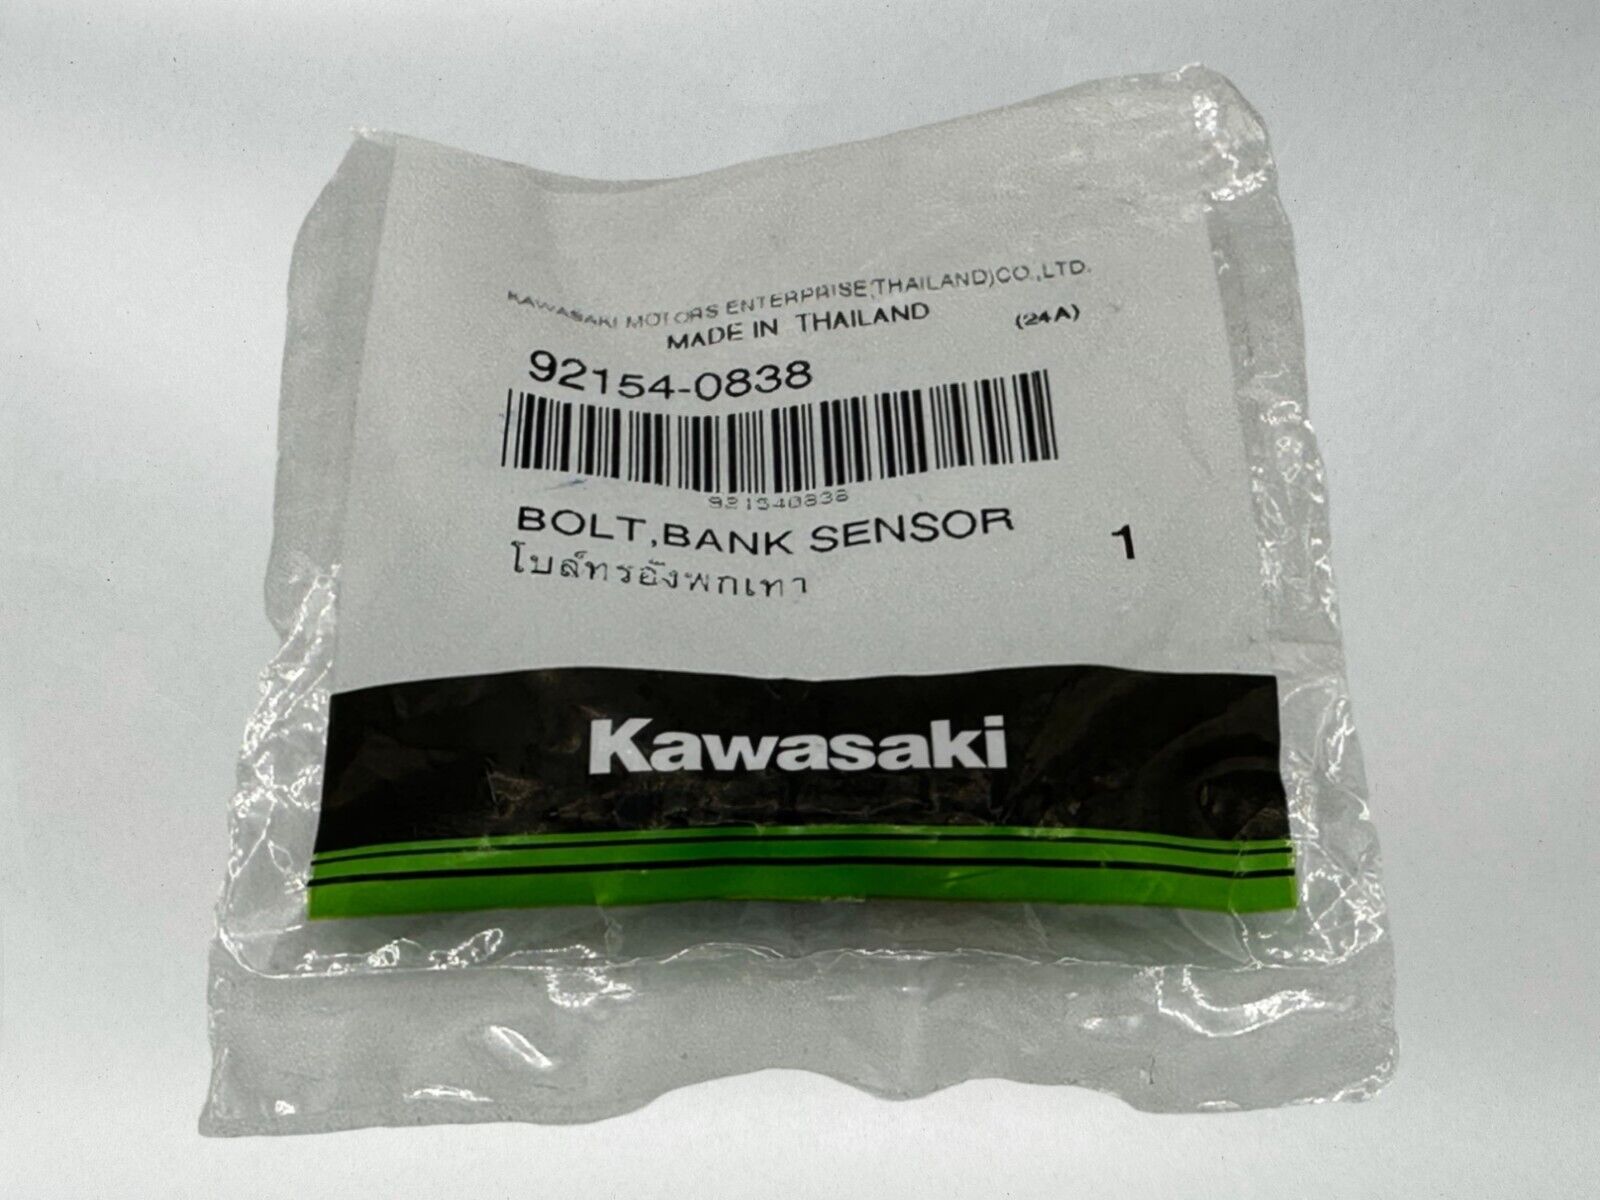 KAWASAKI MOTORS ENTERPRISE(THAILAND)CO.,LTD.
MADE IN THAILAND (24A)
92154-0838
921540838
BOLT,BANK SENSOR 1
โบล์ทรองพกเทา
Kawasaki